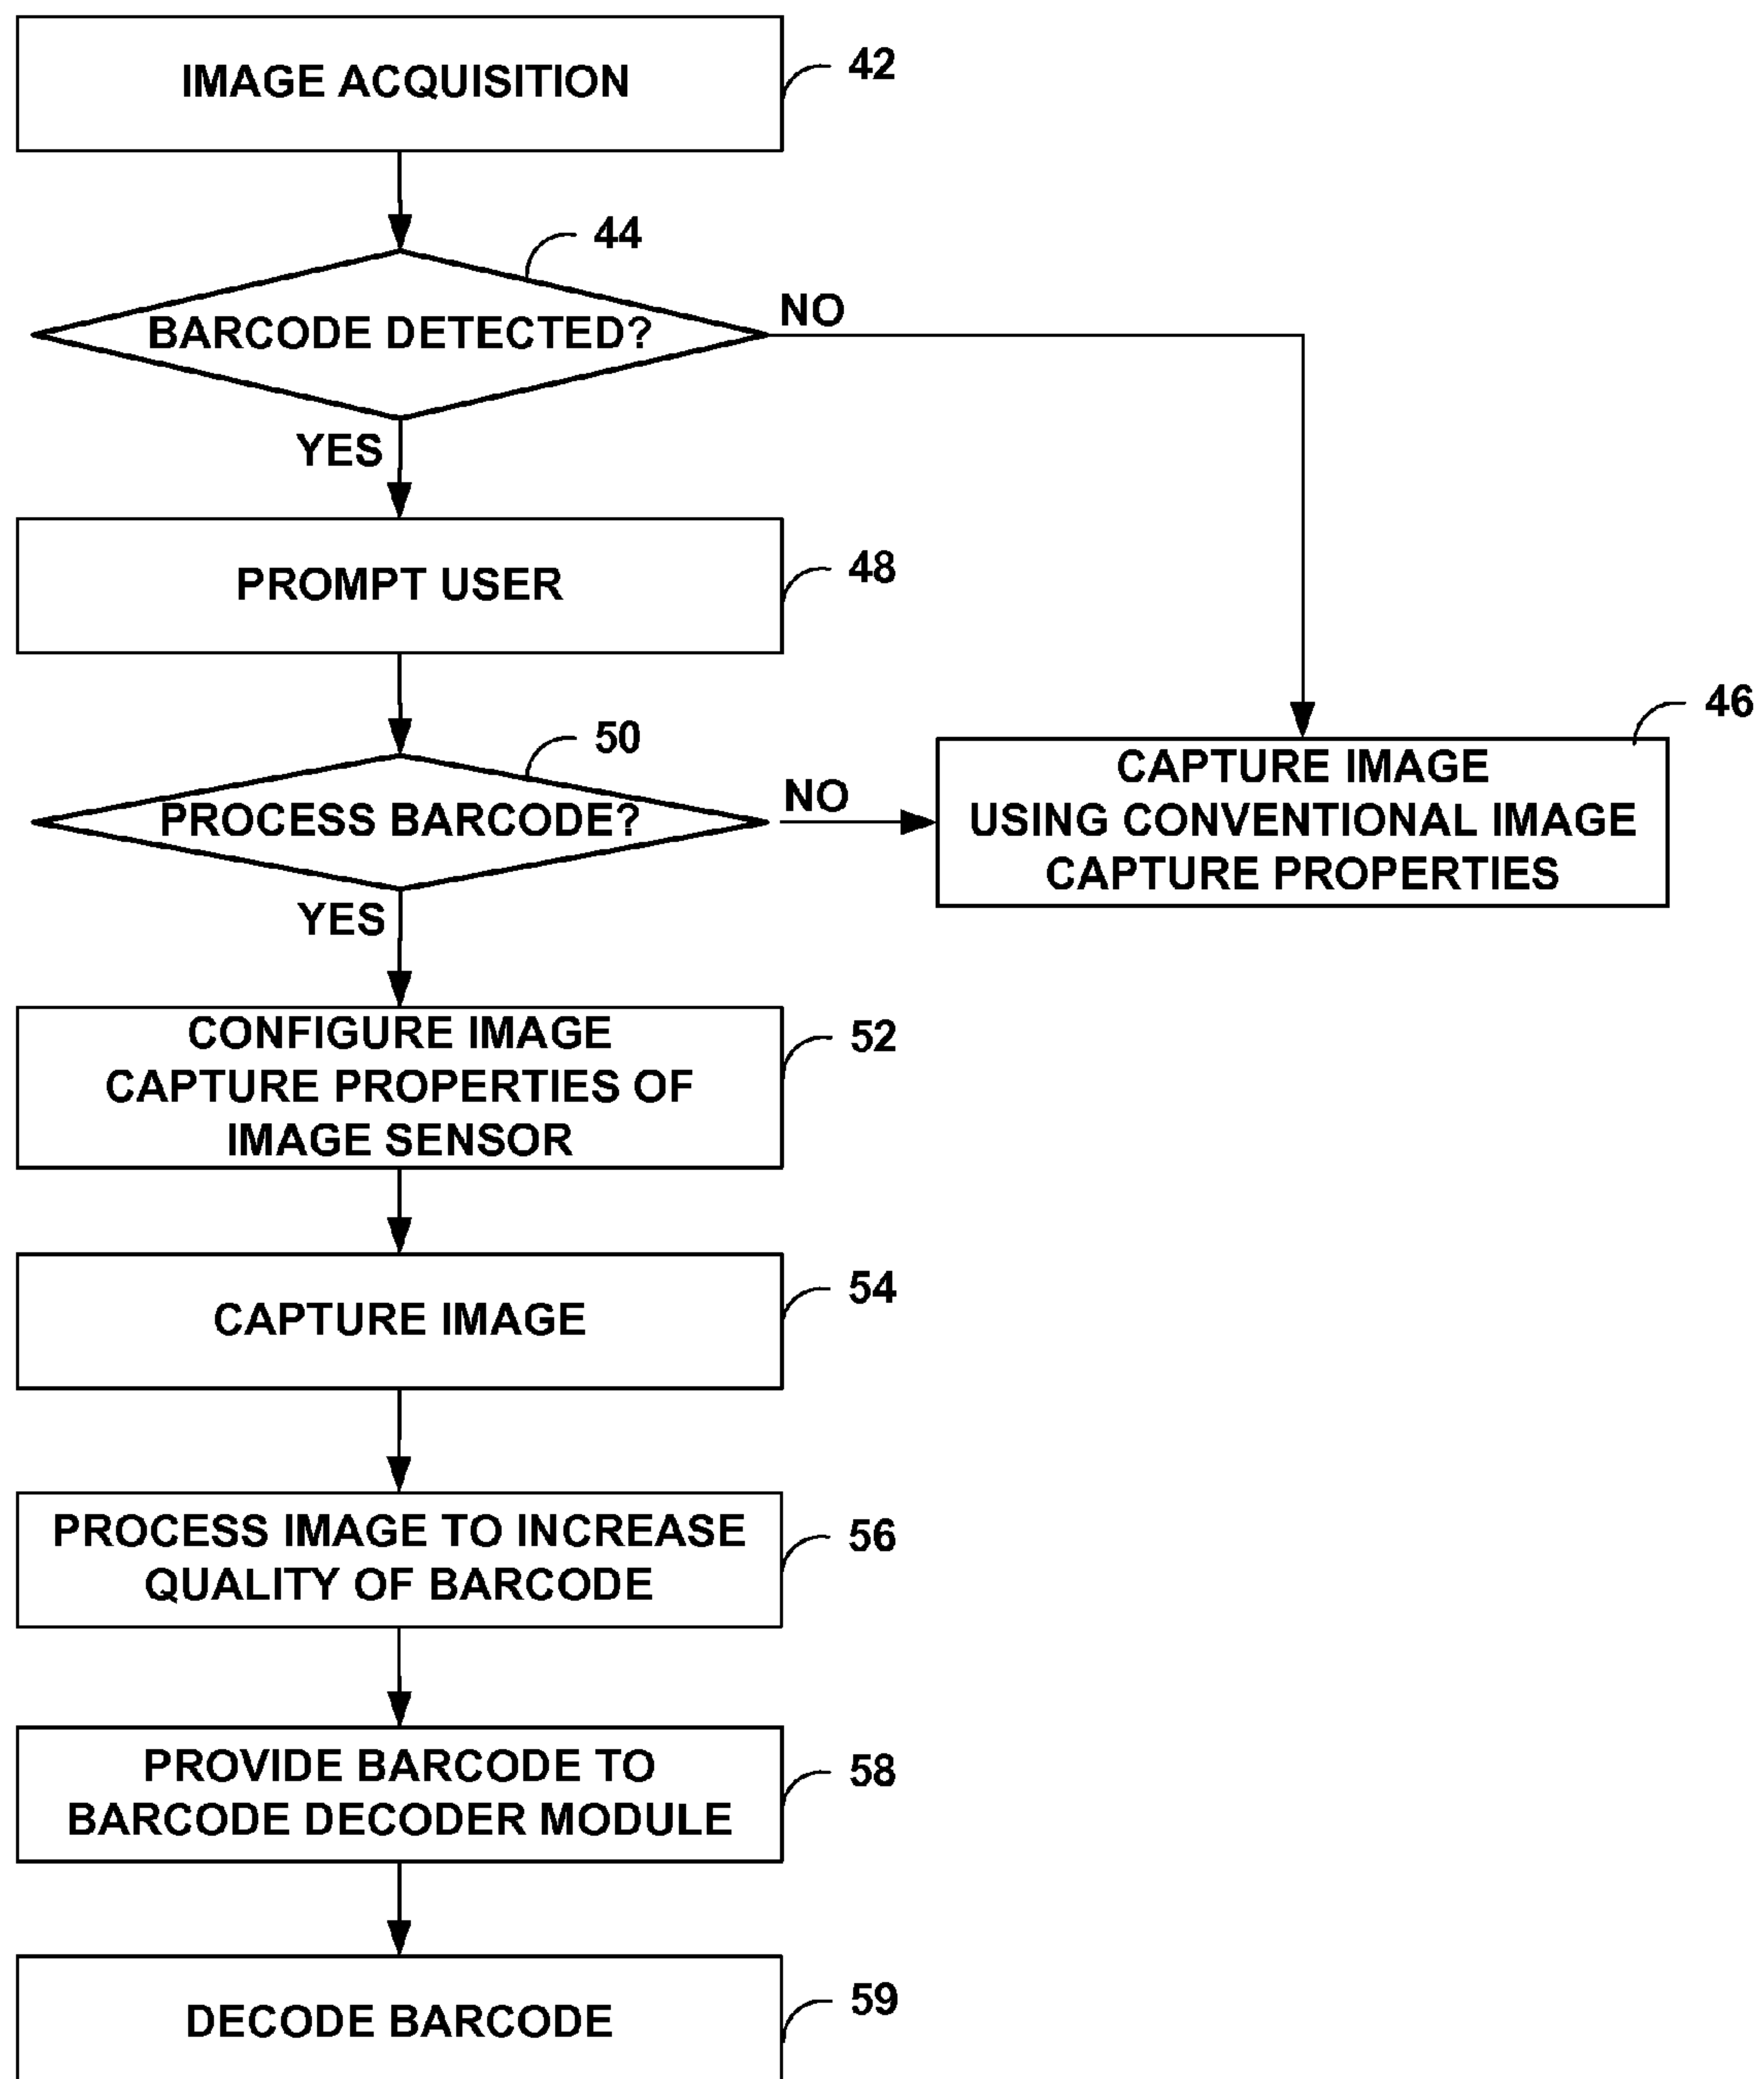 IMAGE ACQUISITION
42
44
BARCODE DETECTED?
NO
YES
PROMPT USER
48
50
PROCESS BARCODE?
NO
46
CAPTURE IMAGE
USING CONVENTIONAL IMAGE
CAPTURE PROPERTIES
YES
CONFIGURE IMAGE
CAPTURE PROPERTIES OF
IMAGE SENSOR
52
CAPTURE IMAGE
54
PROCESS IMAGE TO INCREASE
QUALITY OF BARCODE
56
PROVIDE BARCODE TO
BARCODE DECODER MODULE
58
DECODE BARCODE
59